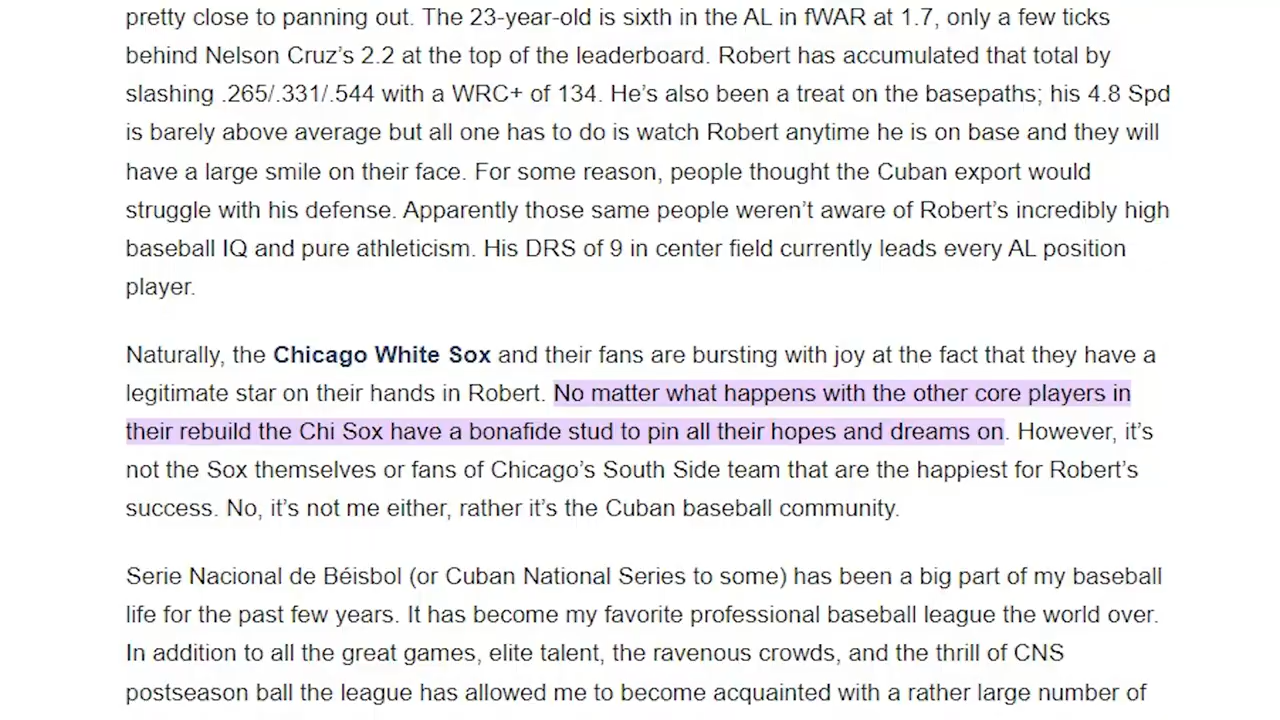 pretty close to panning out. The 23-year-old is sixth in the AL in fWAR at 1.7, only a few ticks
behind Nelson Cruz’s 2.2 at the top of the leaderboard. Robert has accumulated that total by
slashing .265/.331/.544 with a WRC+ of 134. He’s also been a treat on the basepaths; his 4.8 Spd
is barely above average but all one has to do is watch Robert anytime he is on base and they will
have a large smile on their face. For some reason, people thought the Cuban export would
struggle with his defense. Apparently those same people weren’t aware of Robert’s incredibly high
baseball IQ and pure athleticism. His DRS of 9 in center field currently leads every AL position
player.
Naturally, the Chicago White Sox and their fans are bursting with joy at the fact that they have a
legitimate star on their hands in Robert. No matter what happens with the other core players in
their rebuild the Chi Sox have a bonafide stud to pin all their hopes and dreams on. However, it’s
not the Sox themselves or fans of Chicago’s South Side team that are the happiest for Robert’s
success. No, it’s not me either, rather it’s the Cuban baseball community.
Serie Nacional de Béisbol (or Cuban National Series to some) has been a big part of my baseball
life for the past few years. It has become my favorite professional baseball league the world over.
In addition to all the great games, elite talent, the ravenous crowds, and the thrill of CNS
postseason ball the league has allowed me to become acquainted with a rather large number of